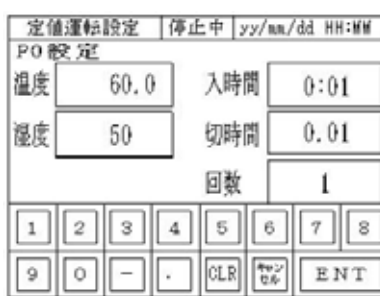 定値運転設定 停止中 yy/mm/dd HH:MM
PO設定
温度 60.0 入時間 0:01
湿度 50 切時間 0.01
回数 1
1 2 3 4 5 6 7 8
9 0 - . CLR キャンセル ENT